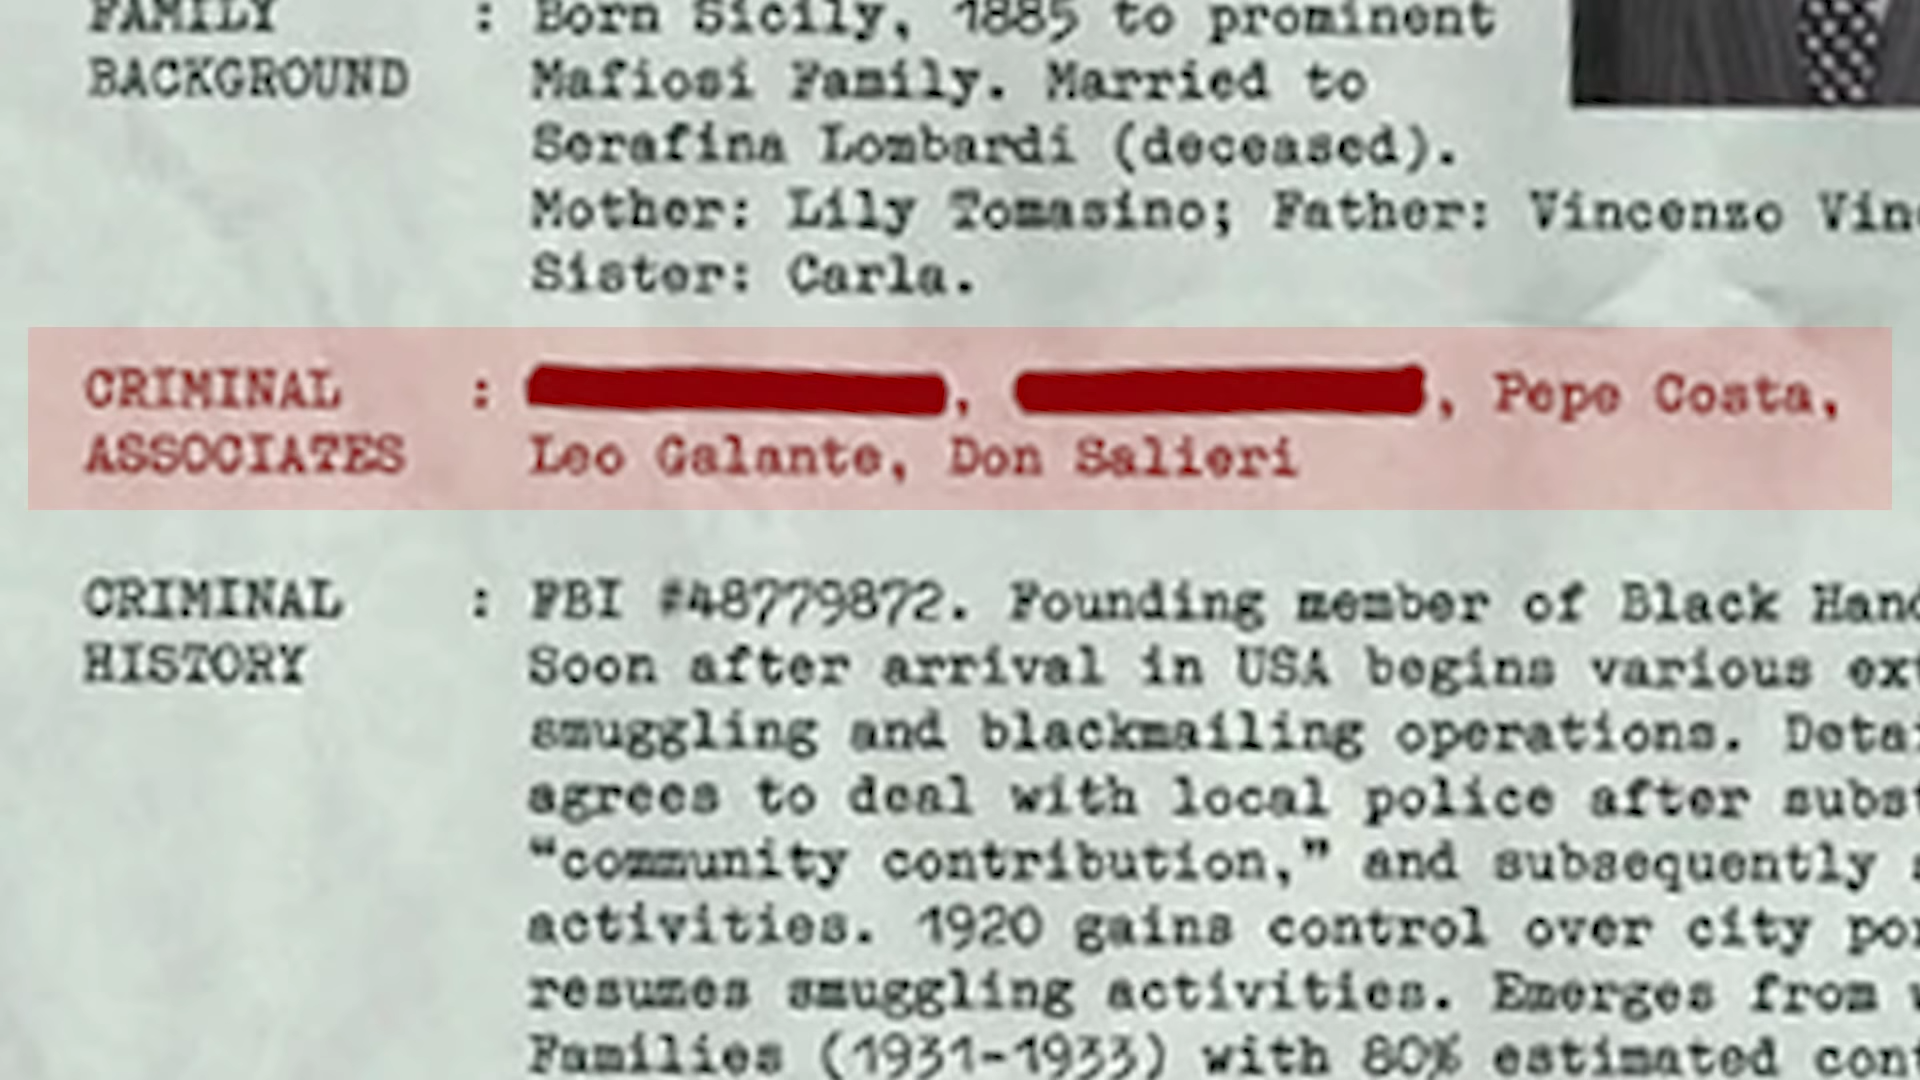 FAMILY : Born Sicily, 1885 to prominent
BACKGROUND Mafiosi Family. Married to
Serafina Lombardi (deceased).
Mother: Lily Tomasino; Father: Vincenzo
Sister: Carla.
CRIMINAL : , , Pepe Costa,
ASSOCIATES Leo Galante, Don Salieri
CRIMINAL : FBI #48779872. Founding member of Black
HISTORY Soon after arrival in USA begins various
smuggling and blackmailing operations.
agrees to deal with local police after
"community contribution," and subsequently
activities. 1920 gains control over city
resumes smuggling activities. Emerges from
Families (1931-1933) with 80% estimated